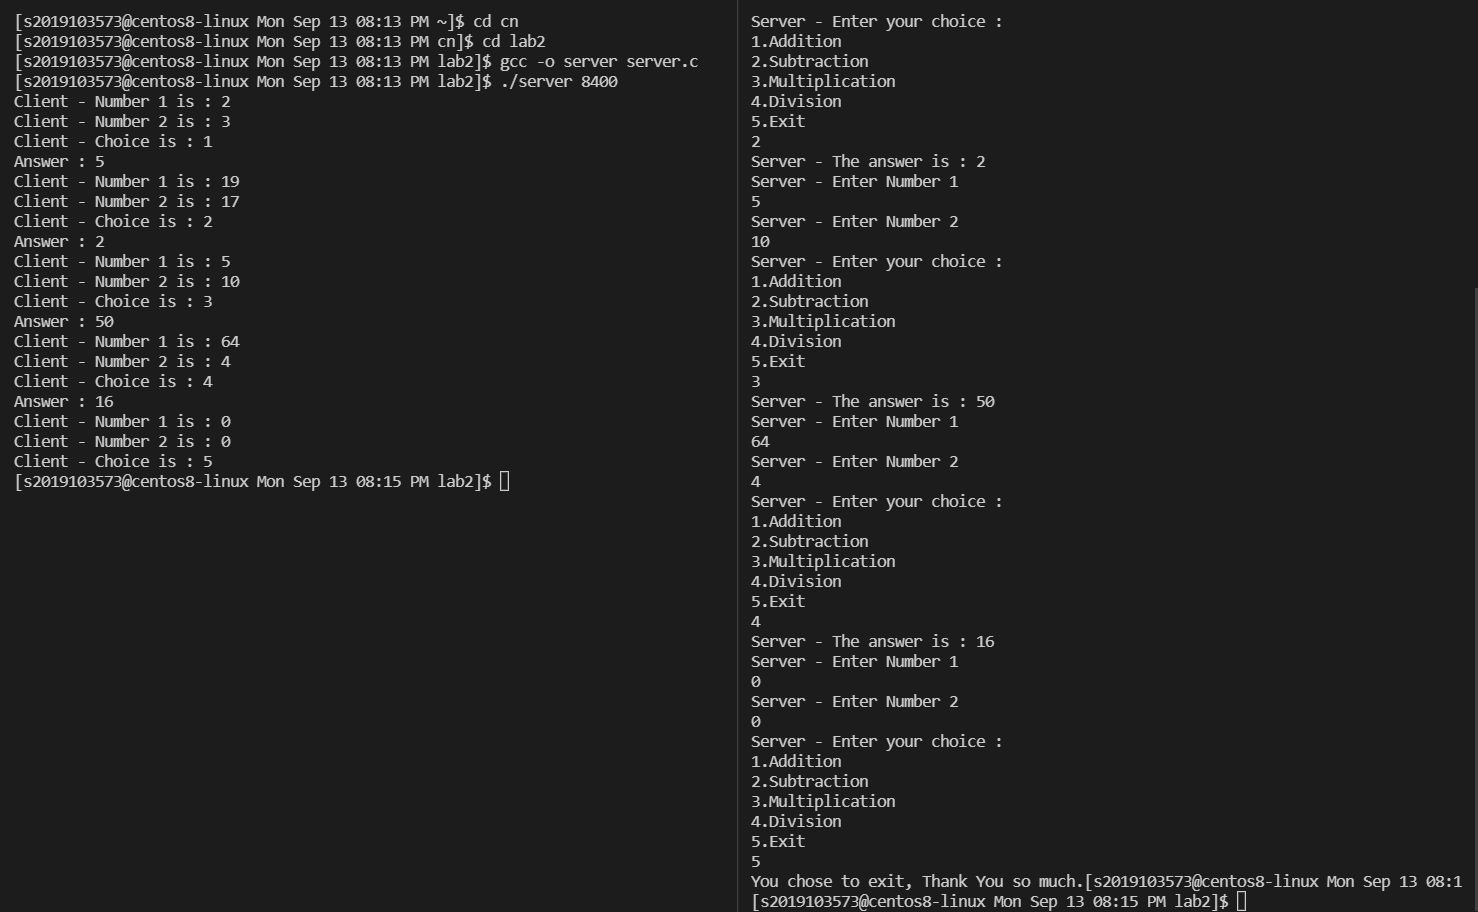 [s2019103573@centos8-linux Mon Sep 13 08:13 PM ~]$ cd cn
[s2019103573@centos8-linux Mon Sep 13 08:13 PM cn]$ cd lab2
[s2019103573@centos8-linux Mon Sep 13 08:13 PM lab2]$ gcc -o server server.c
[s2019103573@centos8-linux Mon Sep 13 08:13 PM lab2]$ ./server 8400
Client - Number 1 is : 2
Client - Number 2 is : 3
Client - Choice is : 1
Answer : 5
Client - Number 1 is : 19
Client - Number 2 is : 17
Client - Choice is : 2
Answer : 2
Client - Number 1 is : 5
Client - Number 2 is : 10
Client - Choice is : 3
Answer : 50
Client - Number 1 is : 64
Client - Number 2 is : 4
Client - Choice is : 4
Answer : 16
Client - Number 1 is : 0
Client - Number 2 is : 0
Client - Choice is : 5
[s2019103573@centos8-linux Mon Sep 13 08:15 PM lab2]$
Server - Enter your choice :
1.Addition
2.Subtraction
3.Multiplication
4.Division
5.Exit
2
Server - The answer is : 2
Server - Enter Number 1
5
Server - Enter Number 2
10
Server - Enter your choice :
1.Addition
2.Subtraction
3.Multiplication
4.Division
5.Exit
3
Server - The answer is : 50
Server - Enter Number 1
64
Server - Enter Number 2
4
Server - Enter your choice :
1.Addition
2.Subtraction
3.Multiplication
4.Division
5.Exit
4
Server - The answer is : 16
Server - Enter Number 1
0
Server - Enter Number 2
0
Server - Enter your choice :
1.Addition
2.Subtraction
3.Multiplication
4.Division
5.Exit
5
You chose to exit, Thank You so much.[s2019103573@centos8-linux Mon Sep 13 08:1
[s2019103573@centos8-linux Mon Sep 13 08:15 PM lab2]$